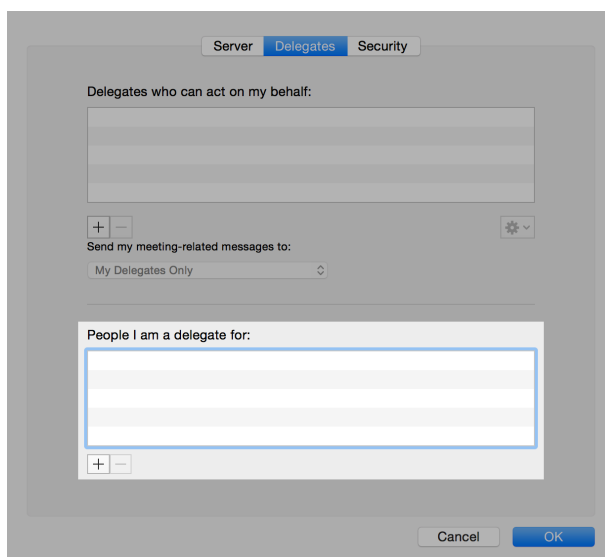 Server Delegates Security
Delegates who can act on my behalf:
Send my meeting-related messages to:
My Delegates Only
People I am a delegate for:
Cancel OK